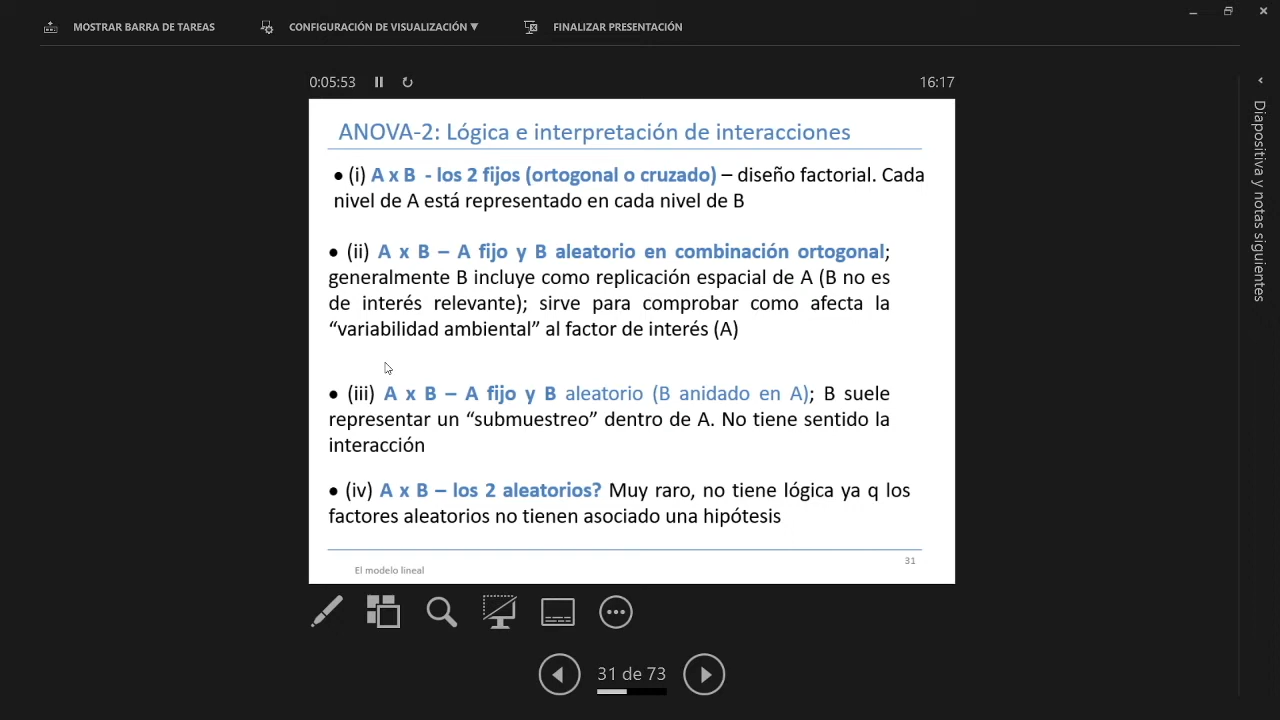 MOSTRAR BARRA DE TAREAS
CONFIGURACIÓN DE VISUALIZACIÓN ▼
FINALIZAR PRESENTACIÓN
0:05:53
16:17
Diapositiva y notas siguientes
ANOVA-2: Lógica e interpretación de interacciones
• (i) A x B - los 2 fijos (ortogonal o cruzado) – diseño factorial. Cada
nivel de A está representado en cada nivel de B
• (ii) A x B – A fijo y B aleatorio en combinación ortogonal;
generalmente B incluye como replicación espacial de A (B no es
de interés relevante); sirve para comprobar como afecta la
“variabilidad ambiental” al factor de interés (A)
• (iii) A x B – A fijo y B aleatorio (B anidado en A); B suele
representar un “submuestreo” dentro de A. No tiene sentido la
interacción
• (iv) A x B – los 2 aleatorios? Muy raro, no tiene lógica ya q los
factores aleatorios no tienen asociado una hipótesis
El modelo lineal
31
31 de 73